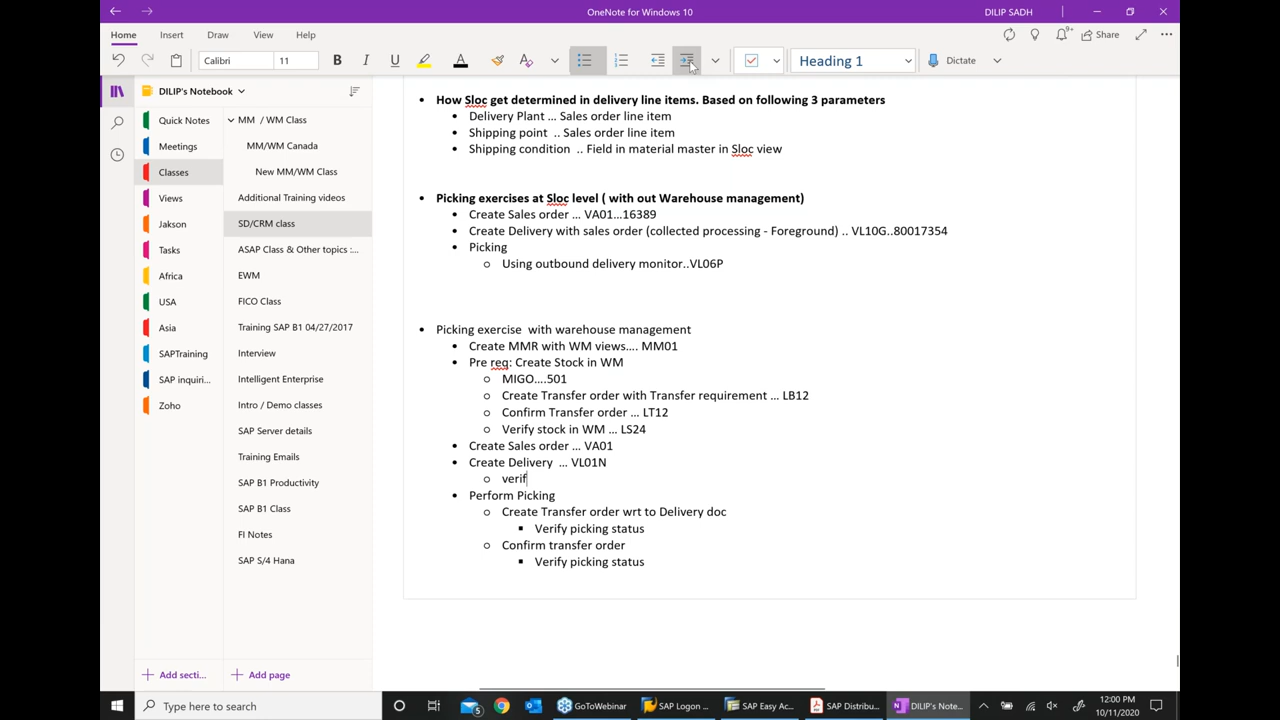 OneNote for Windows 10
DILIP SADH
Home Insert Draw View Help
9+ Share
Calibri 11 B I U A Heading 1 Dictate
DILIP's Notebook
Quick Notes
Meetings
Classes
Views
Jakson
Tasks
Africa
USA
Asia
SAPTraining
SAP inquiri...
Zoho
Add secti...
MM / WM Class
MM/WM Canada
New MM/WM Class
Additional Training videos
SD/CRM class
ASAP Class & Other topics :...
EWM
FICO Class
Training SAP B1 04/27/2017
Interview
Intelligent Enterprise
Intro / Demo classes
SAP Server details
Training Emails
SAP B1 Productivity
SAP B1 Class
FI Notes
SAP S/4 Hana
Add page
• How Sloc get determined in delivery line items. Based on following 3 parameters
• Delivery Plant ... Sales order line item
• Shipping point .. Sales order line item
• Shipping condition .. Field in material master in Sloc view
• Picking exercises at Sloc level ( with out Warehouse management)
• Create Sales order ... VA01...16389
• Create Delivery with sales order (collected processing - Foreground) .. VL10G..80017354
• Picking
o Using outbound delivery monitor..VL06P
• Picking exercise with warehouse management
• Create MMR with WM views.... MM01
• Pre req: Create Stock in WM
o MIGO....501
o Create Transfer order with Transfer requirement ... LB12
o Confirm Transfer order ... LT12
o Verify stock in WM ... LS24
• Create Sales order ... VA01
• Create Delivery ... VL01N
o verif
• Perform Picking
o Create Transfer order wrt to Delivery doc
▪ Verify picking status
o Confirm transfer order
▪ Verify picking status
Type here to search
5
GoToWebinar
SAP Logon ...
SAP Easy Ac...
SAP Distribu...
DILIP's Note...
12:00 PM
10/11/2020